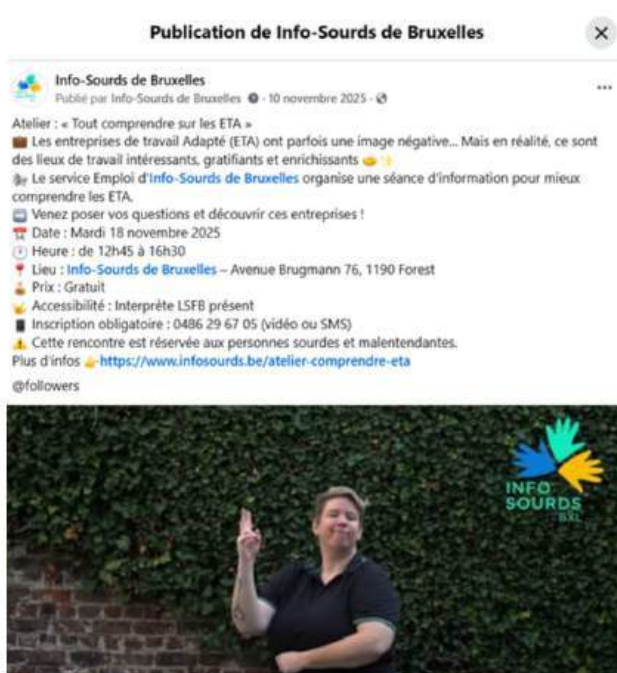 Publication de Info-Sourds de Bruxelles
Info-Sourds de Bruxelles
Publié par Info-Sourds de Bruxelles · 10 novembre 2025 ·
Atelier : « Tout comprendre sur les ETA »
💼 Les entreprises de travail Adapté (ETA) ont parfois une image négative... Mais en réalité, ce sont
des lieux de travail intéressants, gratifiants et enrichissants 🤝✨
Le service Emploi d'Info-Sourds de Bruxelles organise une séance d'information pour mieux
comprendre les ETA.
➡️ Venez poser vos questions et découvrir ces entreprises !
📅 Date : Mardi 18 novembre 2025
🕐 Heure : de 12h45 à 16h30
📍 Lieu : Info-Sourds de Bruxelles – Avenue Brugmann 76, 1190 Forest
💰 Prix : Gratuit
🤟 Accessibilité : Interprète LSFB présent
📱 Inscription obligatoire : 0486 29 67 05 (vidéo ou SMS)
⚠️ Cette rencontre est réservée aux personnes sourdes et malentendantes.
Plus d'infos 👉https://www.infosourds.be/atelier-comprendre-eta
@followers
INFO
SOURDS
BXL